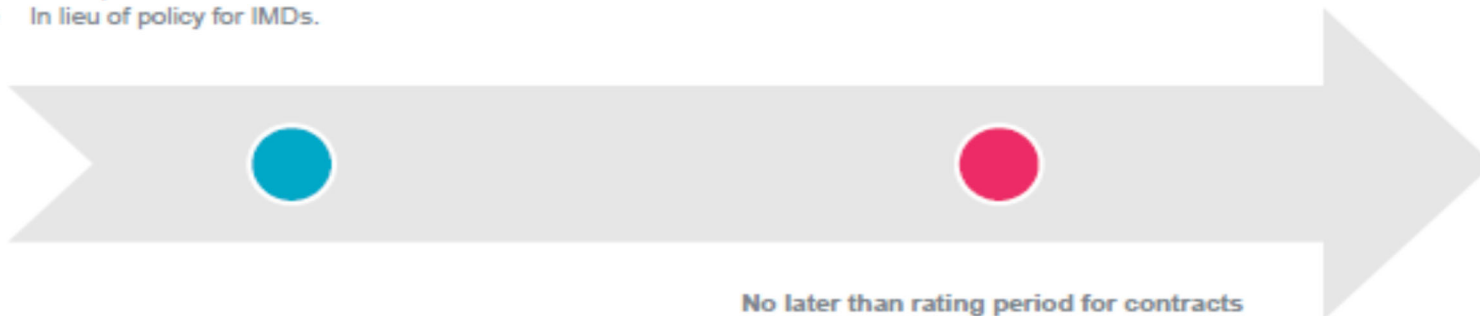 In lieu of policy for IMDs.
No later than rating period for contracts